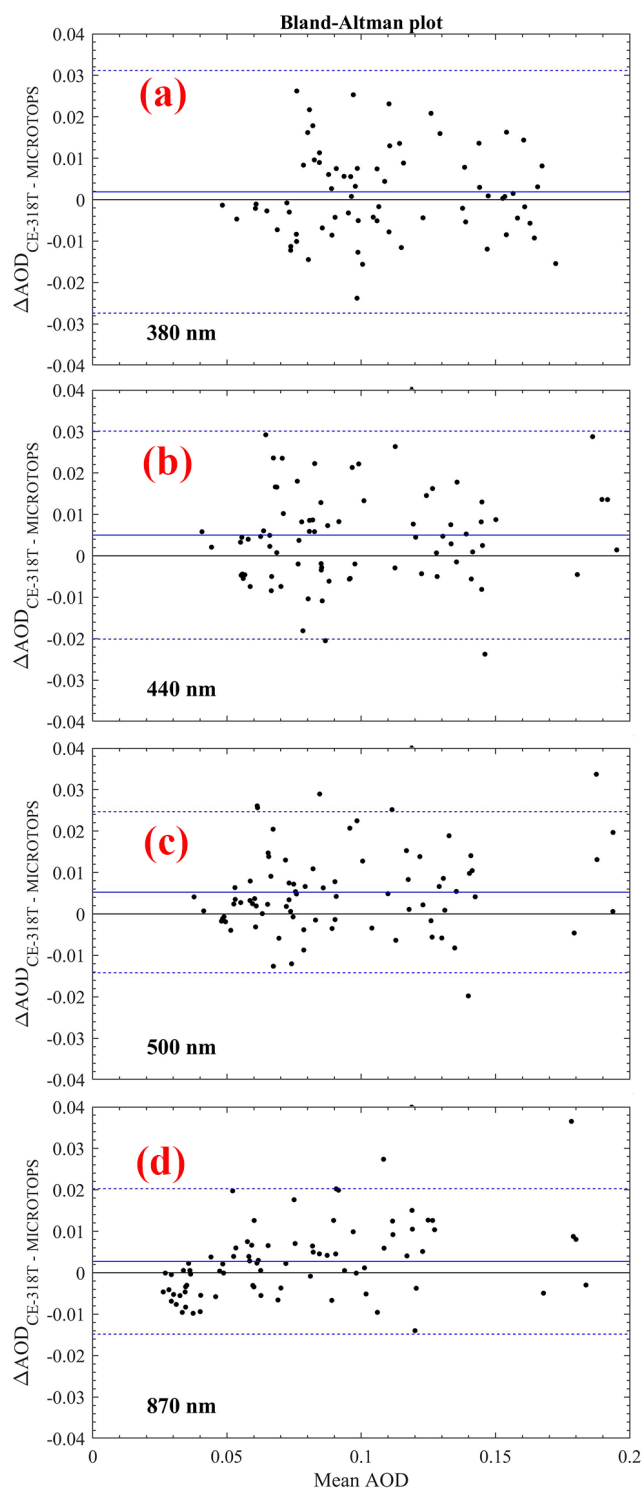 Bland-Altman plot
0.04
0.03
0.02
0.01
0
-0.01
-0.02
-0.03
-0.04
ΔAOD CE-318T - MICROTOPS
(a)
380 nm
0.04
0.03
0.02
0.01
0
-0.01
-0.02
-0.03
-0.04
ΔAOD CE-318T - MICROTOPS
(b)
440 nm
0.04
0.03
0.02
0.01
0
-0.01
-0.02
-0.03
-0.04
ΔAOD CE-318T - MICROTOPS
(c)
500 nm
0.04
0.03
0.02
0.01
0
-0.01
-0.02
-0.03
-0.04
ΔAOD CE-318T - MICROTOPS
(d)
870 nm
0 0.05 0.1 0.15 0.2
Mean AOD